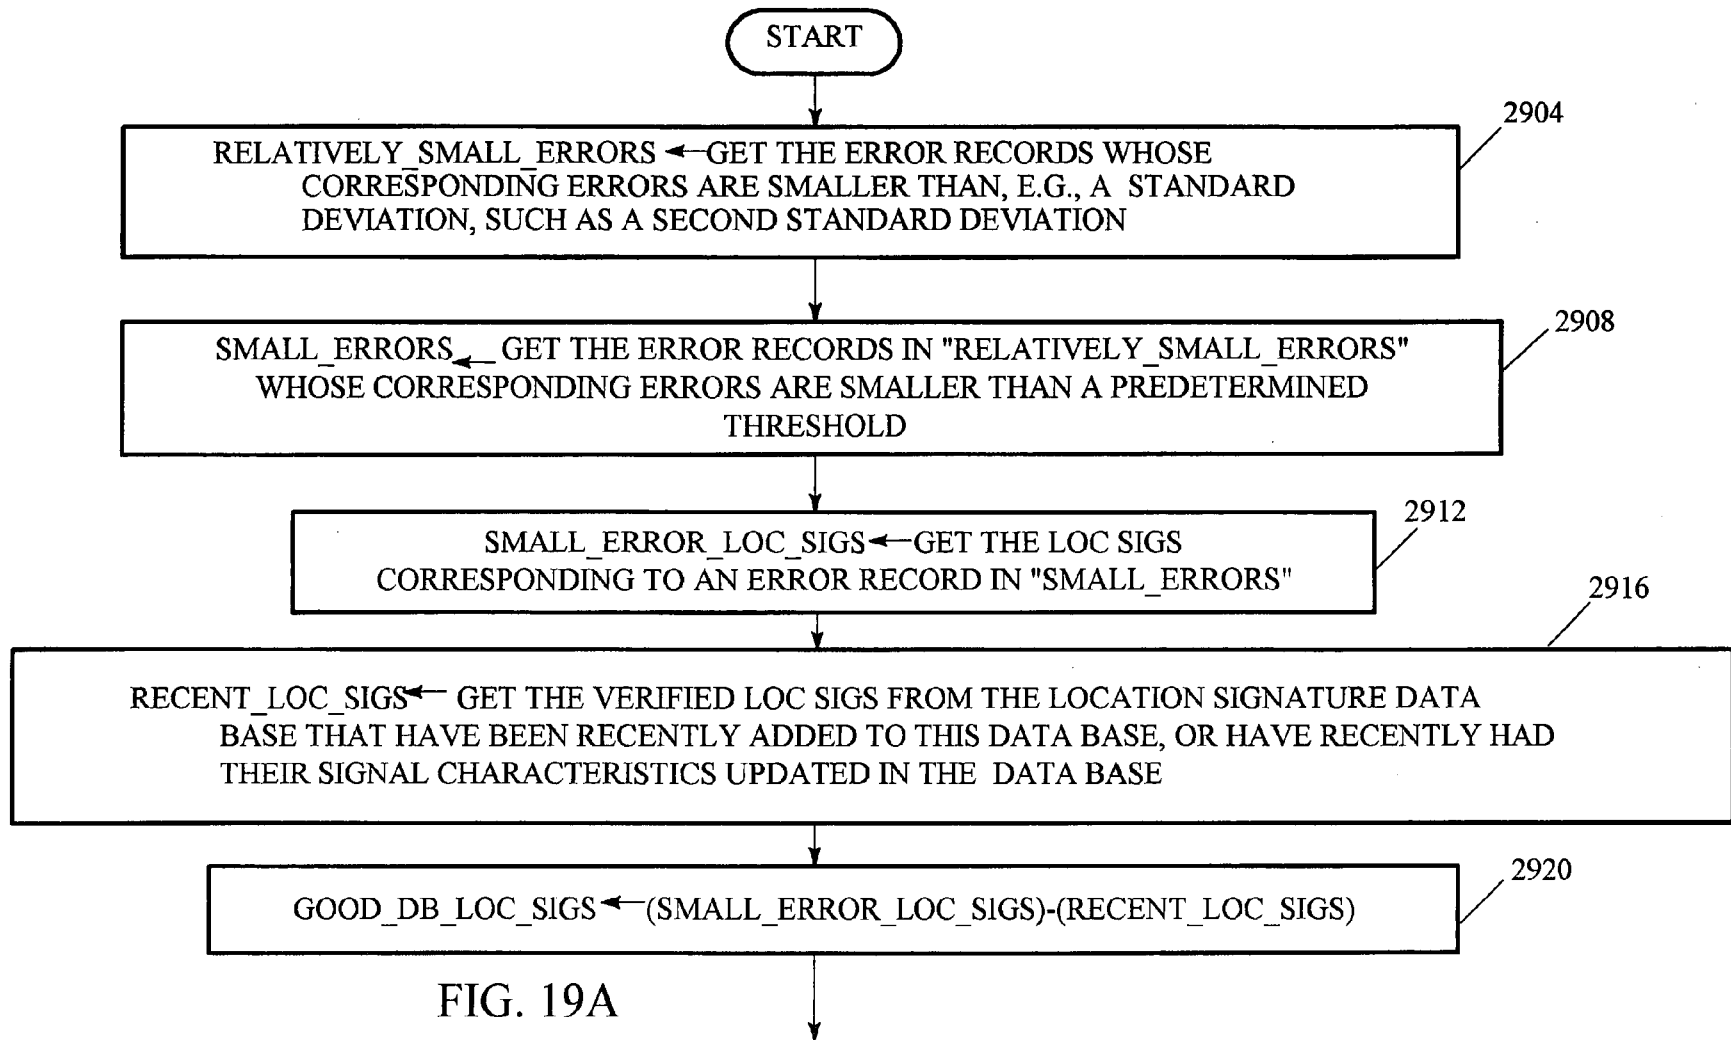 START
2904
RELATIVELY_SMALL_ERRORS ← GET THE ERROR RECORDS WHOSE
CORRESPONDING ERRORS ARE SMALLER THAN, E.G., A STANDARD
DEVIATION, SUCH AS A SECOND STANDARD DEVIATION
2908
SMALL_ERRORS ← GET THE ERROR RECORDS IN "RELATIVELY_SMALL_ERRORS"
WHOSE CORRESPONDING ERRORS ARE SMALLER THAN A PREDETERMINED
THRESHOLD
2912
SMALL_ERROR_LOC_SIGS ← GET THE LOC SIGS
CORRESPONDING TO AN ERROR RECORD IN "SMALL_ERRORS"
2916
RECENT_LOC_SIGS ← GET THE VERIFIED LOC SIGS FROM THE LOCATION SIGNATURE DATA
BASE THAT HAVE BEEN RECENTLY ADDED TO THIS DATA BASE, OR HAVE RECENTLY HAD
THEIR SIGNAL CHARACTERISTICS UPDATED IN THE DATA BASE
2920
GOOD_DB_LOC_SIGS ← (SMALL_ERROR_LOC_SIGS)-(RECENT_LOC_SIGS)
FIG. 19A